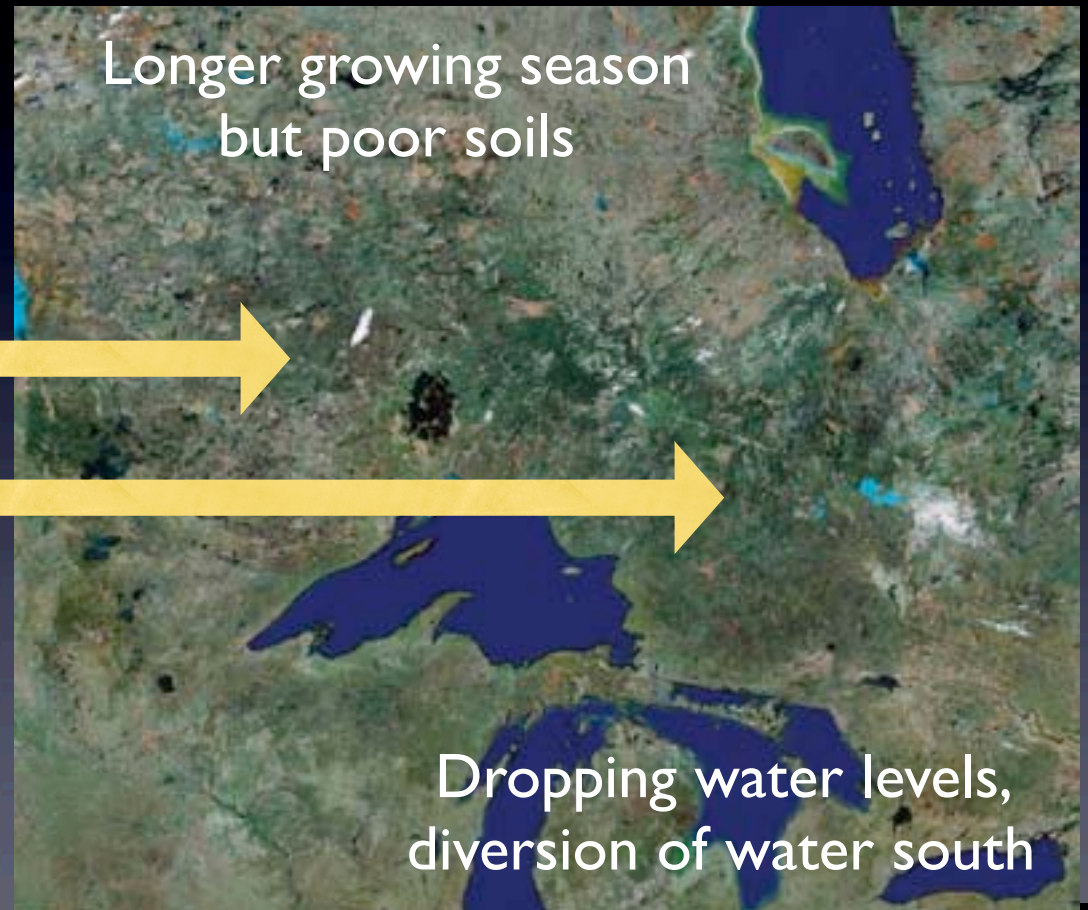 Longer growing season
but poor soils
Dropping water levels,
diversion of water south